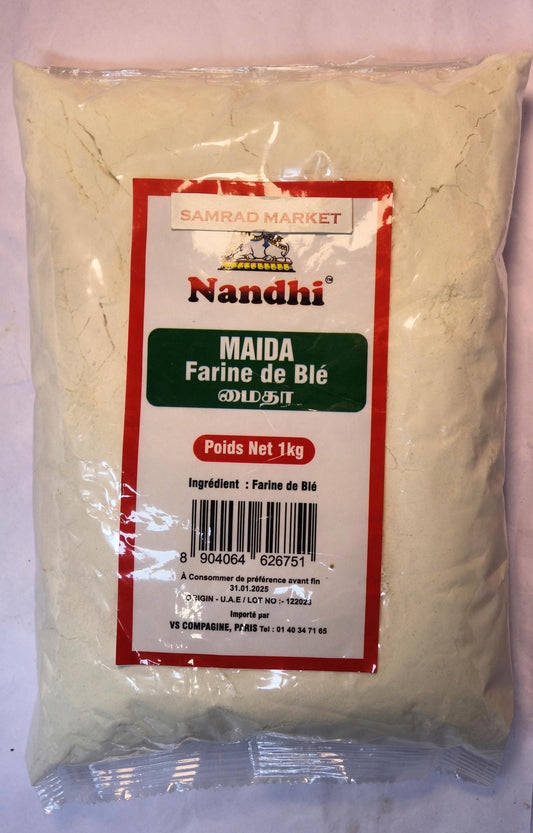 SAMRAD MARKET
Nandhi™
MAIDA
Farine de Blé
மைதா
Poids Net 1kg
Ingrédient : Farine de Blé
8 904064 626751
À Consommer de préférence avant fin
31.01.2025
ORIGIN - U.A.E / LOT NO :- 122023
Importé par
VS COMPAGINE, PARIS Tel : 01 40 34 71 65